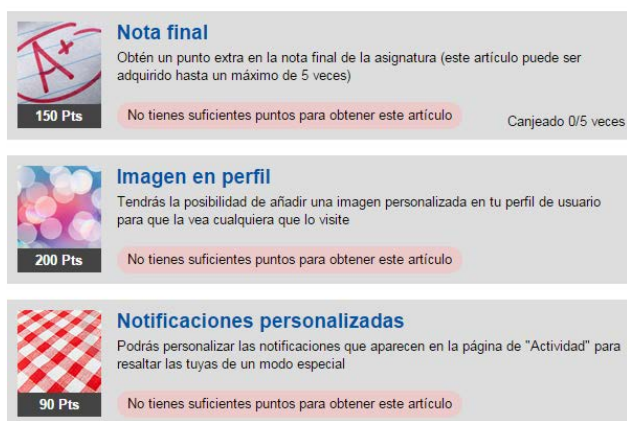 Nota final
Obtén un punto extra en la nota final de la asignatura (este artículo puede ser
adquirido hasta un máximo de 5 veces)
A+
150 Pts
No tienes suficientes puntos para obtener este artículo
Canjeado 0/5 veces
Imagen en perfil
Tendrás la posibilidad de añadir una imagen personalizada en tu perfil de usuario
para que la vea cualquiera que lo visite
200 Pts
No tienes suficientes puntos para obtener este artículo
Notificaciones personalizadas
Podrás personalizar las notificaciones que aparecen en la página de "Actividad" para
resaltar las tuyas de un modo especial
90 Pts
No tienes suficientes puntos para obtener este artículo